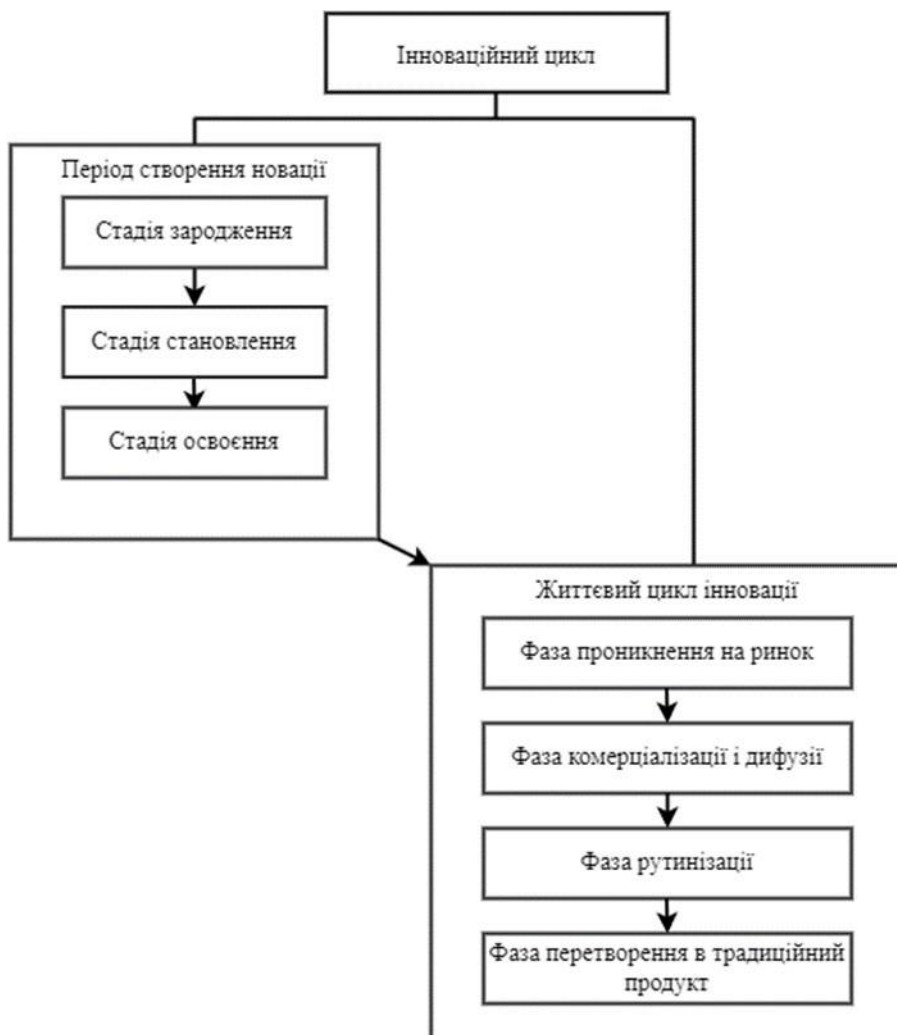 Інноваційний цикл
Період створення новації
Стадія зародження
Стадія становлення
Стадія освоєння
Життєвий цикл інновації
Фаза проникнення на ринок
Фаза комерціалізації і дифузії
Фаза рутинізації
Фаза перетворення в традиційний
продукт